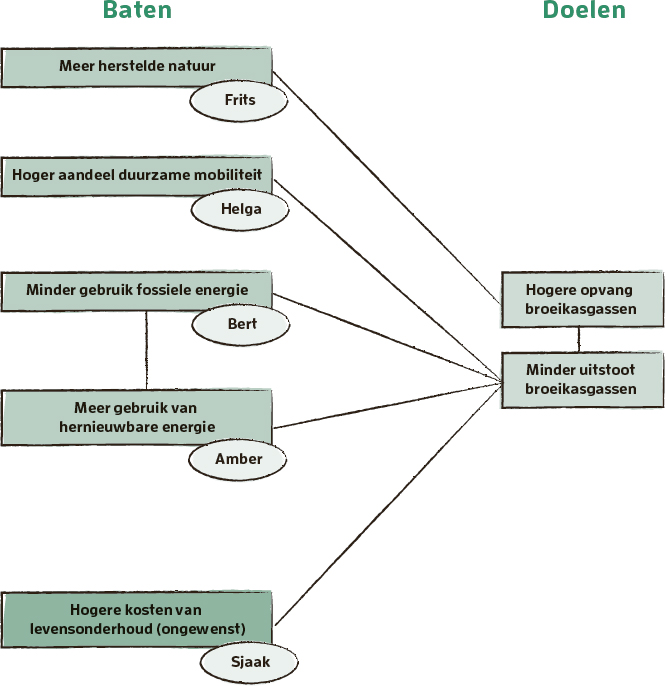 Baten
Doelen
Meer herstelde natuur
Frits
Hoger aandeel duurzame mobiliteit
Helga
Minder gebruik fossiele energie
Bert
Meer gebruik van
hernieuwbare energie
Amber
Hogere kosten van
levensonderhoud (ongewenst)
Sjaak
Hogere opvang
broeikasgassen
Minder uitstoot
broeikasgassen